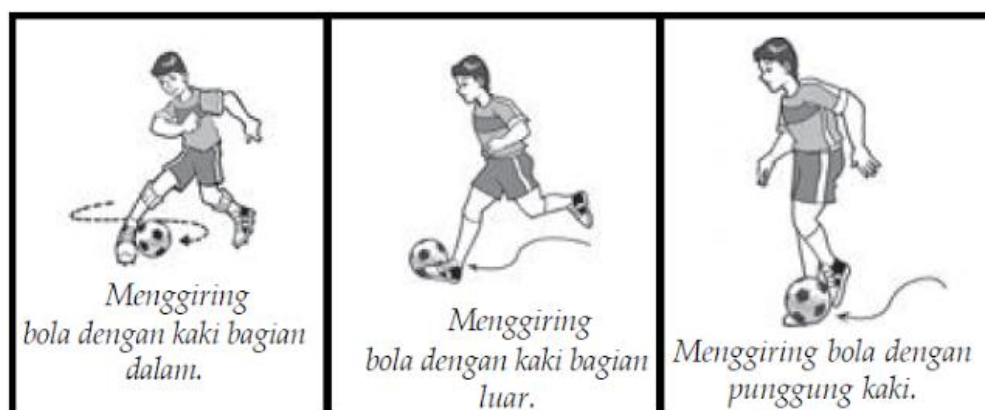 Menggiring
bola dengan kaki bagian
dalam.
Menggiring
bola dengan kaki bagian
luar.
Menggiring bola dengan
punggung kaki.